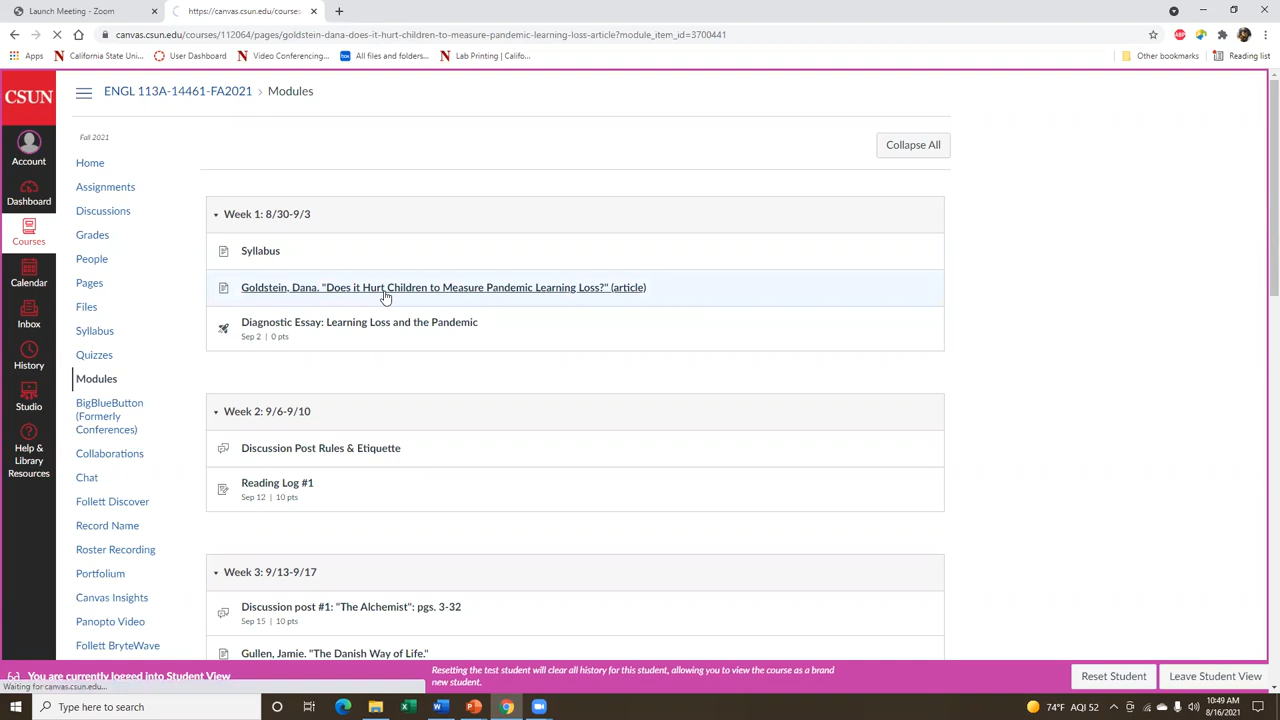 Launch Meeting - Zoom
https://canvas.csun.edu/courses/
canvas.csun.edu/courses/112064/pages/goldstein-dana-does-it-hurt-children-to-measure-pandemic-learning-loss-article?module_item_id=3700441
ABP
Apps
California State Uni...
User Dashboard
Video Conferencing...
box
All files and folders...
Lab Printing | Califo...
Other bookmarks
Reading list
CSUN
ENGL 113A-14461-FA2021 › Modules
Account
Dashboard
Courses
Calendar
Inbox
History
Studio
Help &
Library
Resources
Fall 2021
Home
Assignments
Discussions
Grades
People
Pages
Files
Syllabus
Quizzes
Modules
BigBlueButton
(Formerly
Conferences)
Collaborations
Chat
Follett Discover
Record Name
Roster Recording
Portfolium
Canvas Insights
Panopto Video
Follett BryteWave
Collapse All
Week 1: 8/30-9/3
Syllabus
Goldstein, Dana. "Does it Hurt Children to Measure Pandemic Learning Loss?" (article)
Diagnostic Essay: Learning Loss and the Pandemic
Sep 2 | 0 pts
Week 2: 9/6-9/10
Discussion Post Rules & Etiquette
Reading Log #1
Sep 12 | 10 pts
Week 3: 9/13-9/17
Discussion post #1: "The Alchemist": pgs. 3-32
Sep 15 | 10 pts
Gullen, Jamie. "The Danish Way of Life."
You are currently logged into Student View
Waiting for canvas.csun.edu...
Resetting the test student will clear all history for this student, allowing you to view the course as a brand
new student.
Reset Student
Leave Student View
Type here to search
74°F AQI 52
10:49 AM
8/16/2021